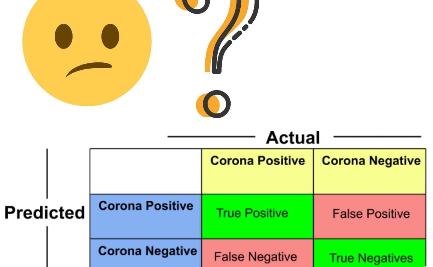 Actual
Corona Positive Corona Negative
Predicted Corona Positive True Positive False Positive
Corona Negative False Negative True Negatives